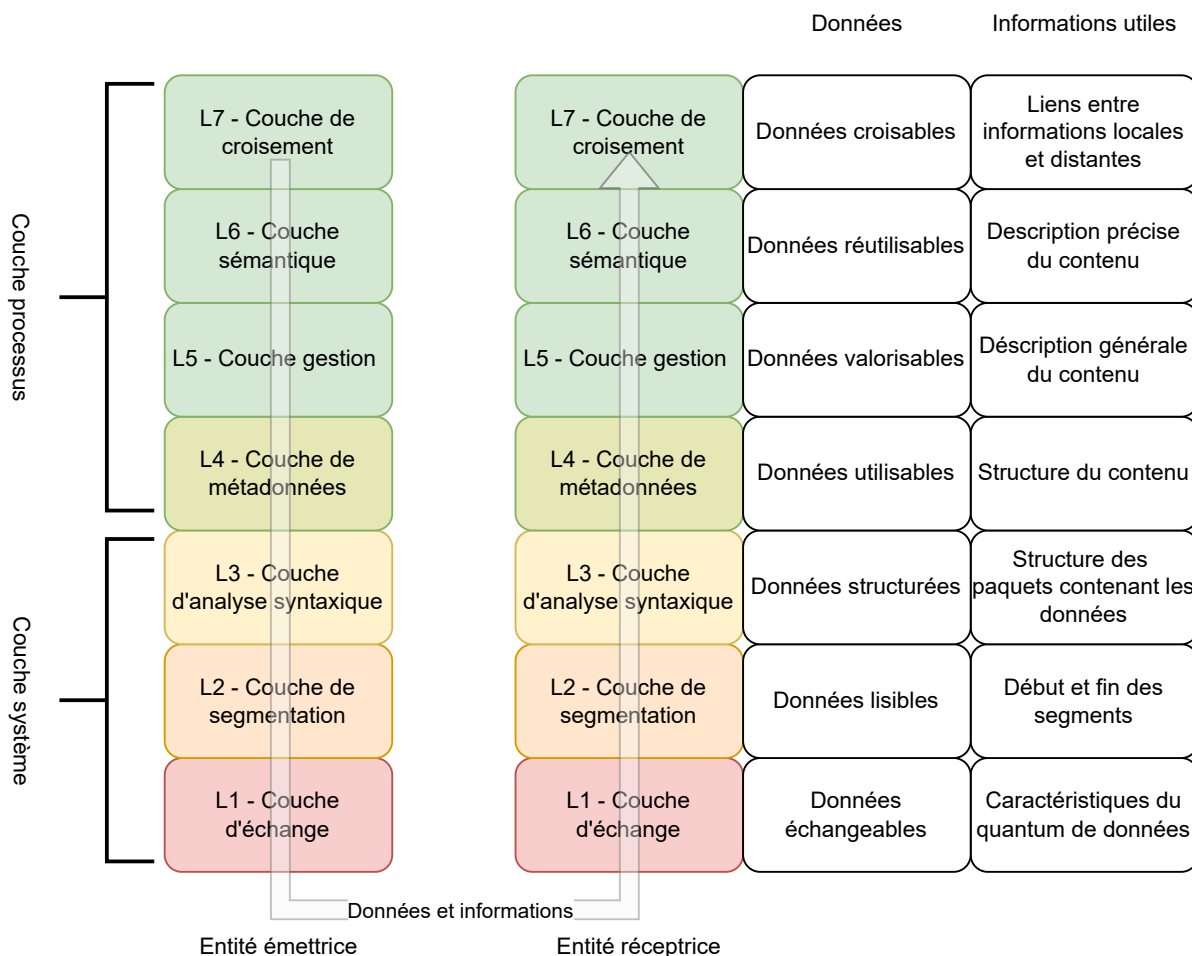 Données
Informations utiles
Couche processus
L7 - Couche de
croisement
L7 - Couche de
croisement
Données croisables
Liens entre
informations locales
et distantes
L6 - Couche
sémantique
L6 - Couche
sémantique
Données réutilisables
Description précise
du contenu
L5 - Couche gestion
L5 - Couche gestion
Données valorisables
Déscription générale
du contenu
L4 - Couche de
métadonnées
L4 - Couche de
métadonnées
Données utilisables
Structure du contenu
Couche système
L3 - Couche
d'analyse syntaxique
L3 - Couche
d'analyse syntaxique
Données structurées
Structure des
paquets contenant les
données
L2 - Couche de
segmentation
L2 - Couche de
segmentation
Données lisibles
Début et fin des
segments
L1 - Couche
d'échange
L1 - Couche
d'échange
Données
échangeables
Caractéristiques du
quantum de données
Données et informations
Entité émettrice
Entité réceptrice